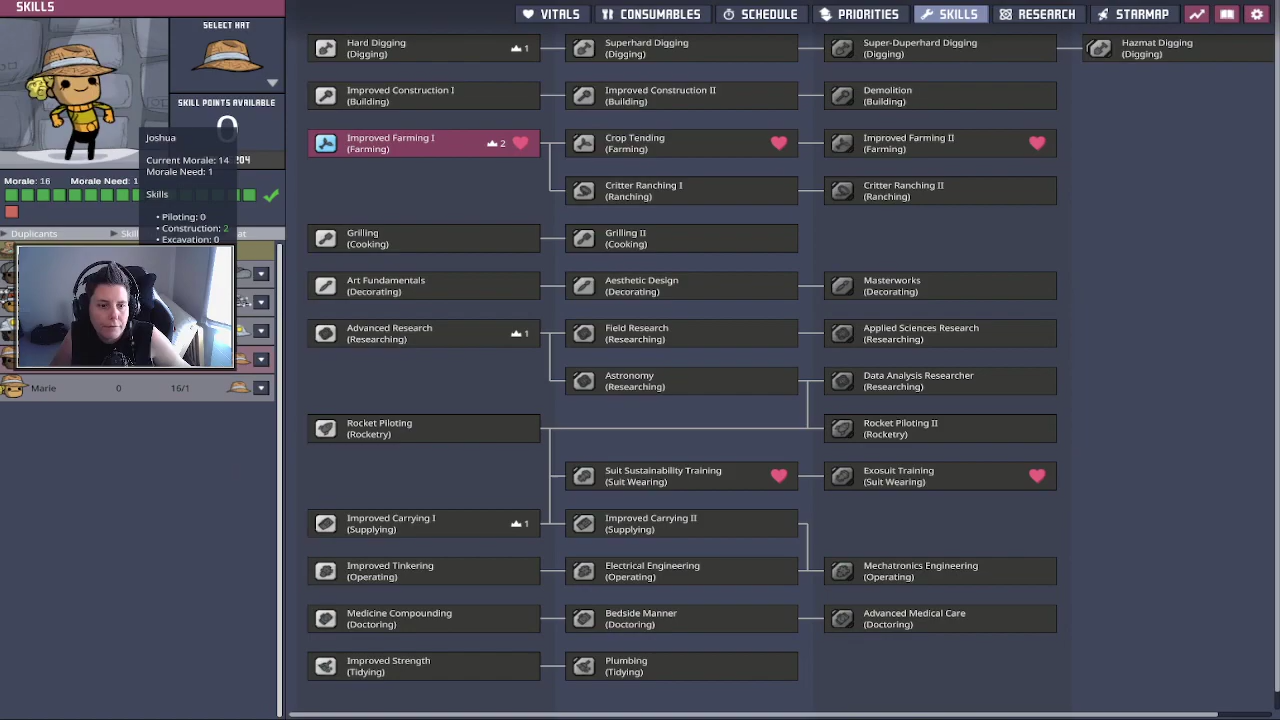 SKILLS
VITALS
CONSUMABLES
SCHEDULE
PRIORITIES
SKILLS
RESEARCH
STARMAP
SELECT HAT
SKILL POINTS AVAILABLE
0
204
Joshua
Current Morale: 14
Morale Need: 1
Skills
• Piloting: 0
• Construction: 2
• Excavation: 0
Morale: 16
Morale Need: 1
Duplicants
Marie
0
16/1
Hard Digging
(Digging)
1
Superhard Digging
(Digging)
Super-Duperhard Digging
(Digging)
Hazmat Digging
(Digging)
Improved Construction I
(Building)
Improved Construction II
(Building)
Demolition
(Building)
Improved Farming I
(Farming)
2
Crop Tending
(Farming)
Improved Farming II
(Farming)
Critter Ranching I
(Ranching)
Critter Ranching II
(Ranching)
Grilling
(Cooking)
Grilling II
(Cooking)
Art Fundamentals
(Decorating)
Aesthetic Design
(Decorating)
Masterworks
(Decorating)
Advanced Research
(Researching)
1
Field Research
(Researching)
Applied Sciences Research
(Researching)
Astronomy
(Researching)
Data Analysis Researcher
(Researching)
Rocket Piloting
(Rocketry)
Rocket Piloting II
(Rocketry)
Suit Sustainability Training
(Suit Wearing)
Exosuit Training
(Suit Wearing)
Improved Carrying I
(Supplying)
1
Improved Carrying II
(Supplying)
Improved Tinkering
(Operating)
Electrical Engineering
(Operating)
Mechatronics Engineering
(Operating)
Medicine Compounding
(Doctoring)
Bedside Manner
(Doctoring)
Advanced Medical Care
(Doctoring)
Improved Strength
(Tidying)
Plumbing
(Tidying)